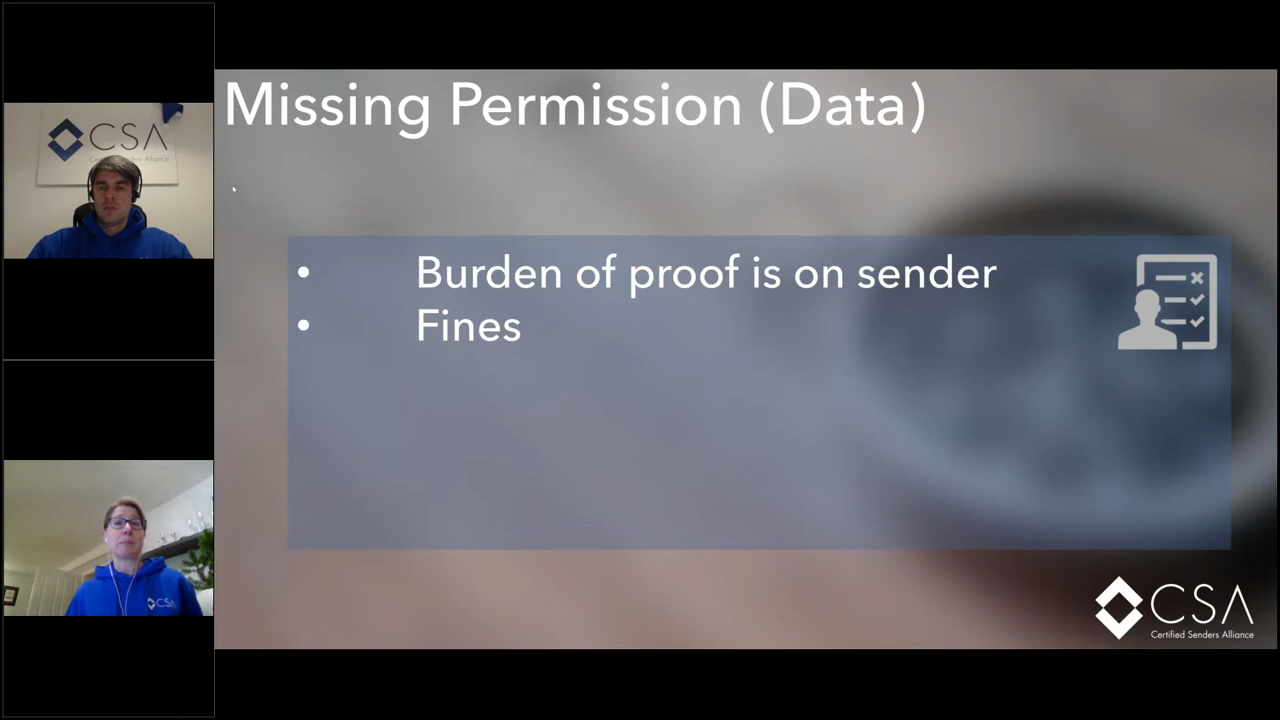 CSA
Certified Senders Alliance
Missing Permission (Data)
• Burden of proof is on sender
• Fines
CSA
CSA
Certified Senders Alliance